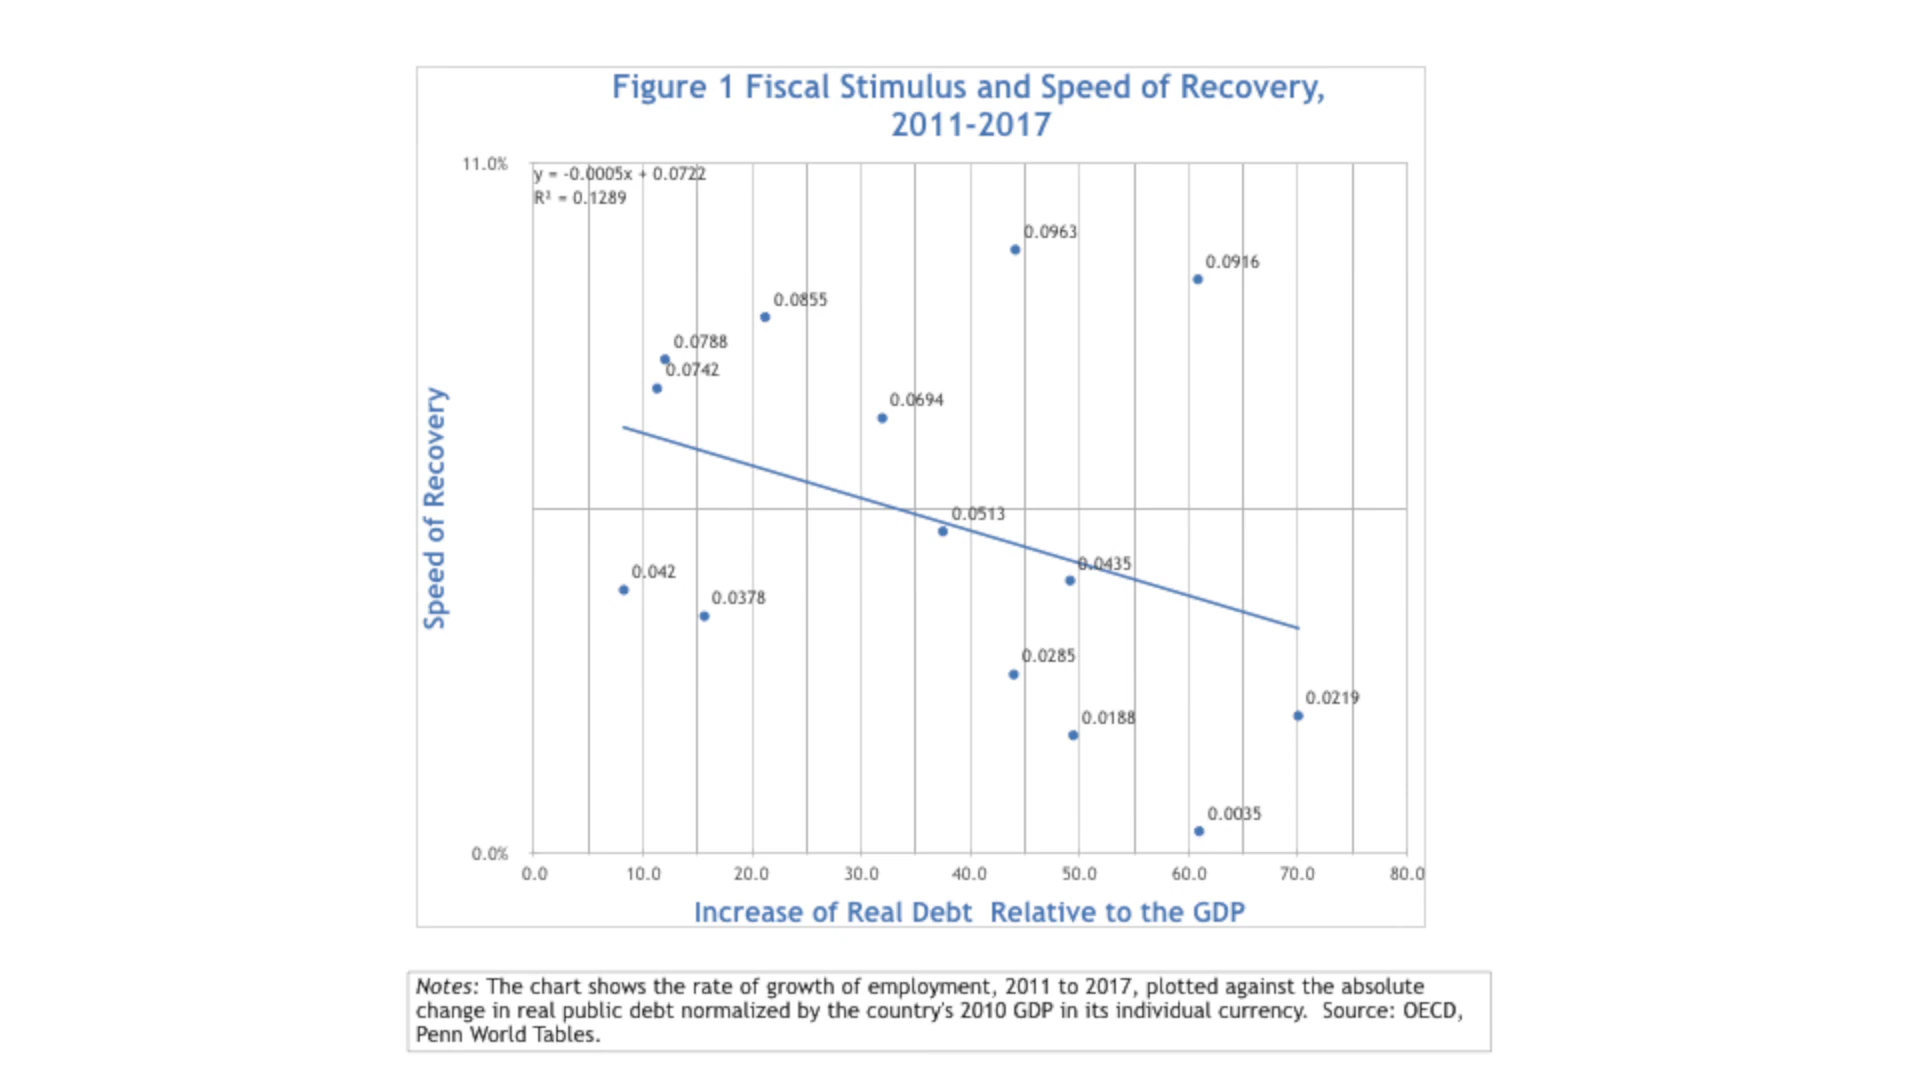 Figure 1 Fiscal Stimulus and Speed of Recovery,
2011-2017
11.0%
y = -0.0005x + 0.0722
R² = 0.1289
0.0963
0.0916
0.0855
0.0788
0.0742
0.0694
Speed of Recovery
0.0513
0.0435
0.042
0.0378
0.0285
0.0219
0.0188
0.0035
0.0%
0.0 10.0 20.0 30.0 40.0 50.0 60.0 70.0 80.0
Increase of Real Debt Relative to the GDP
Notes: The chart shows the rate of growth of employment, 2011 to 2017, plotted against the absolute
change in real public debt normalized by the country's 2010 GDP in its individual currency. Source: OECD,
Penn World Tables.